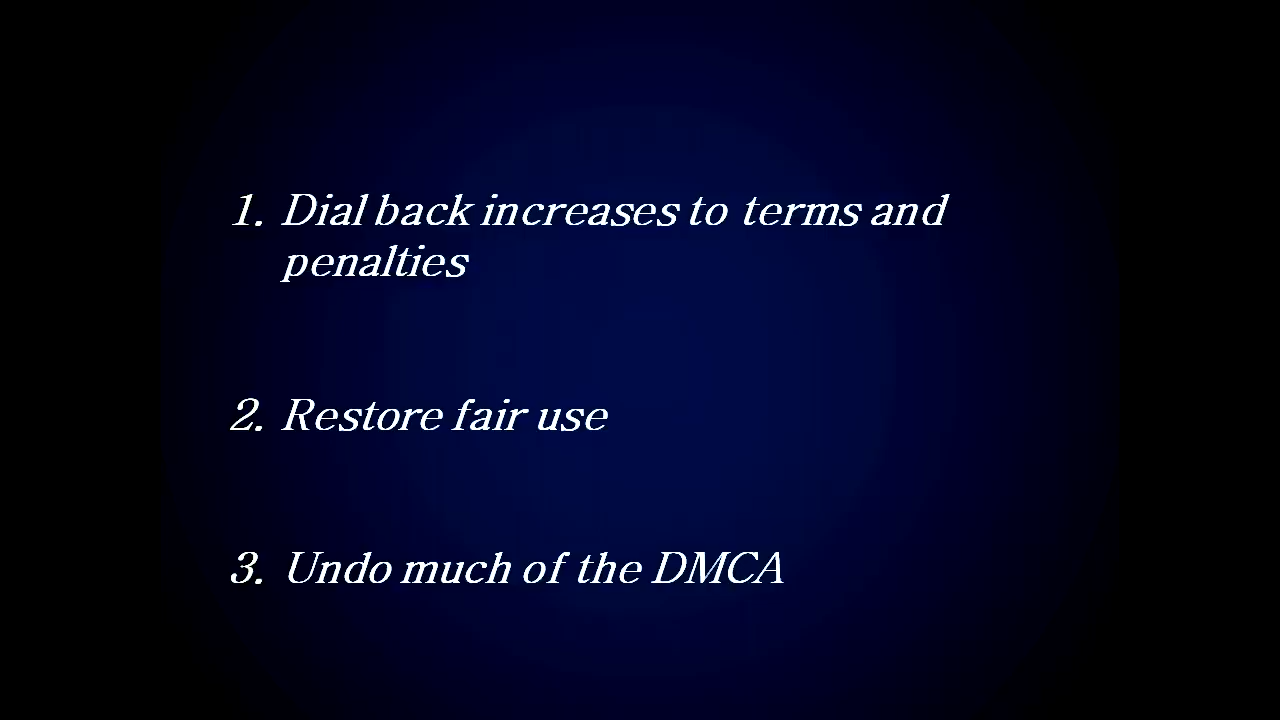 1. Dial back increases to terms and
penalties
2. Restore fair use
3. Undo much of the DMCA